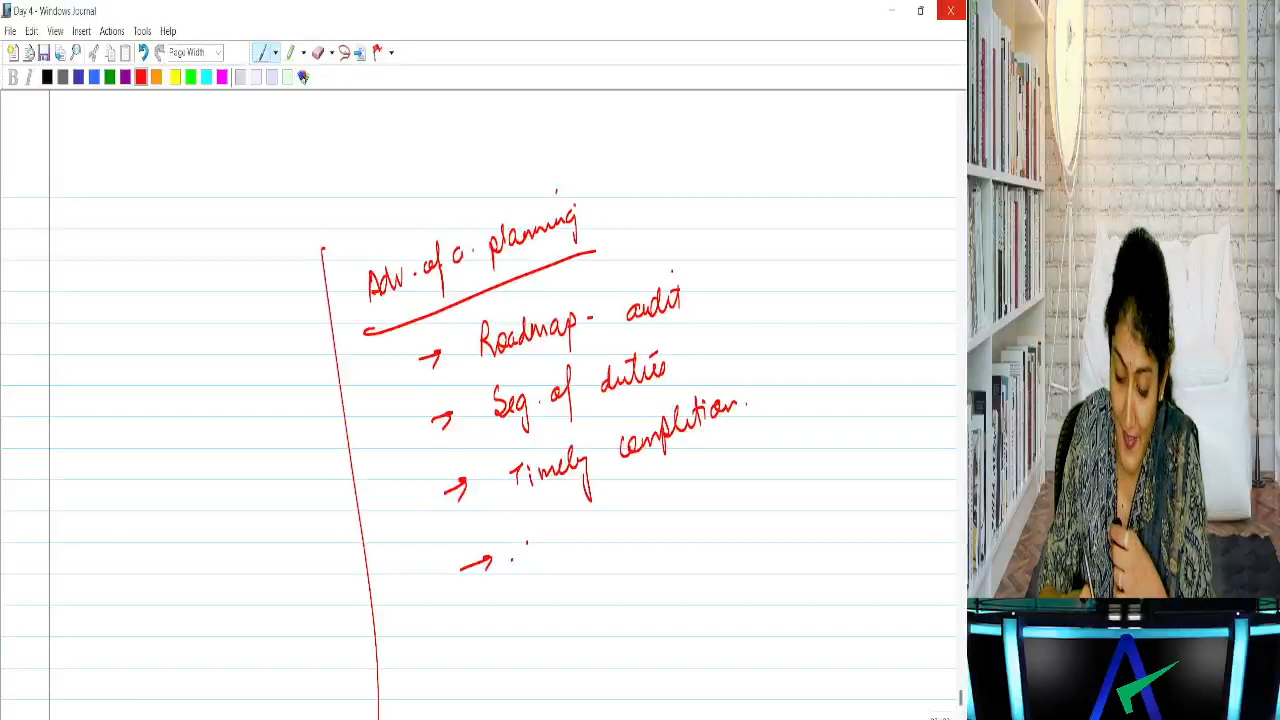 Day 4 - Windows Journal
File Edit View Insert Actions Tools Help
Page Width
B I
Adv. of a. planning
→ Roadmap - audit
→ Seg. of duties
→ Timely completion.
→